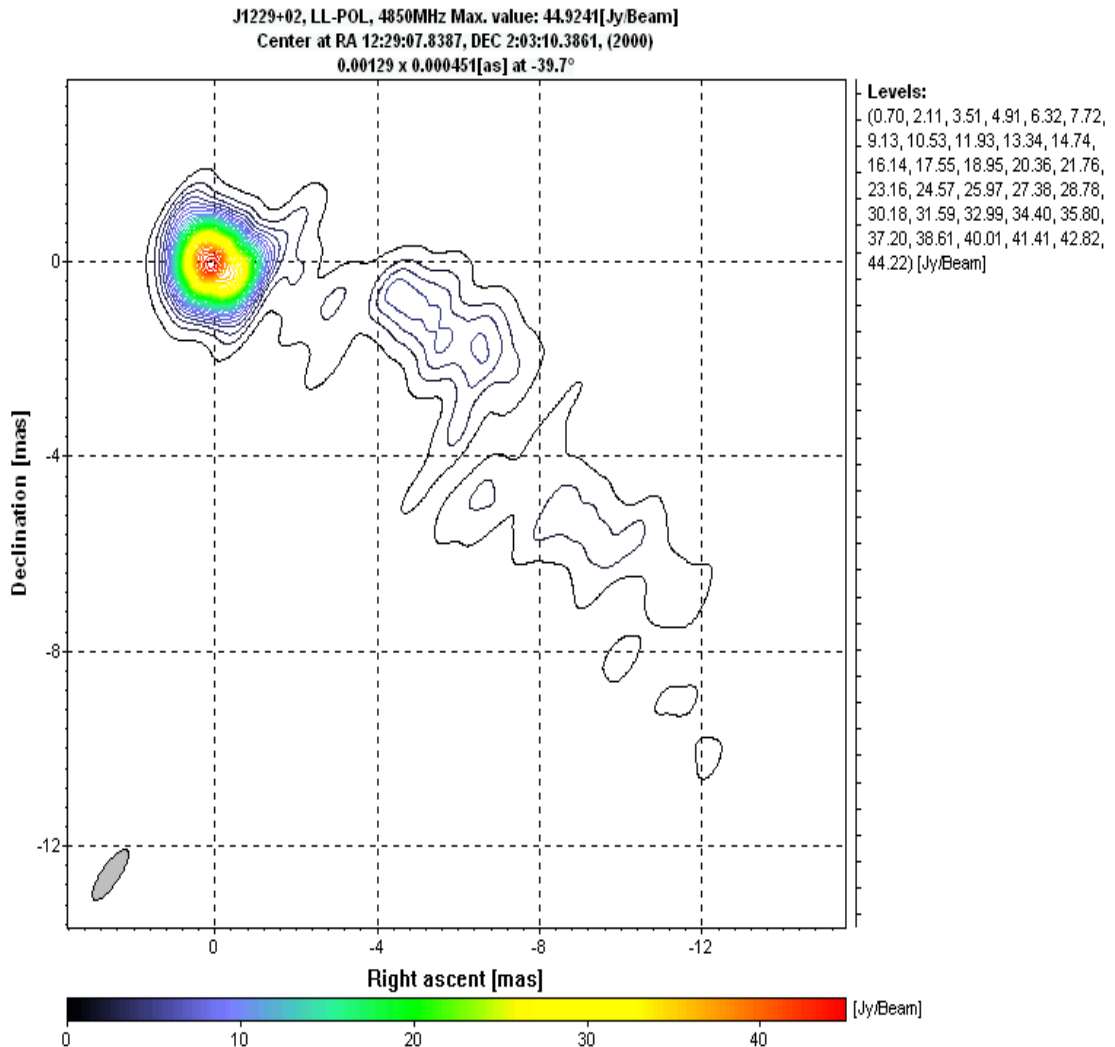 J1229+02, LL-POL, 4850MHz Max. value: 44.9241[Jy/Beam]
Center at RA 12:29:07.8387, DEC 2:03:10.3861, (2000)
0.00129 x 0.000451[as] at -39.7°
Levels:
(0.70, 2.11, 3.51, 4.91, 6.32, 7.72,
9.13, 10.53, 11.93, 13.34, 14.74,
16.14, 17.55, 18.95, 20.36, 21.76,
23.16, 24.57, 25.97, 27.38, 28.78,
30.18, 31.59, 32.99, 34.40, 35.80,
37.20, 38.61, 40.01, 41.41, 42.82,
44.22) [Jy/Beam]
0
-4
-8
-12
Declination [mas]
0 -4 -8 -12
Right ascent [mas]
[Jy/Beam]
0 10 20 30 40